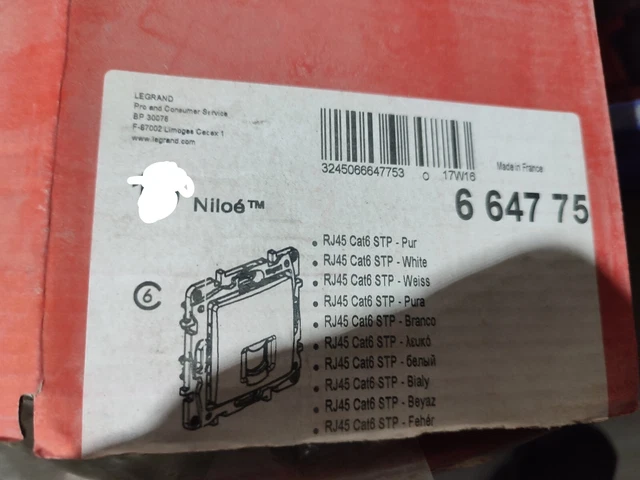 LEGRAND
Pro and Consumer Service
BP 30076
F-87002 Limoges Cedex 1
www.legrand.com
3245066647753 O 17W16
Made in France
Niloé™
6 647 75
6
• RJ45 Cat6 STP - Pur
• RJ45 Cat6 STP - White
• RJ45 Cat6 STP - Weiss
• RJ45 Cat6 STP - Pura
• RJ45 Cat6 STP - Branco
• RJ45 Cat6 STP - λευκό
• RJ45 Cat6 STP - белый
• RJ45 Cat6 STP - Bialy
• RJ45 Cat6 STP - Beyaz
• RJ45 Cat6 STP - Fehér